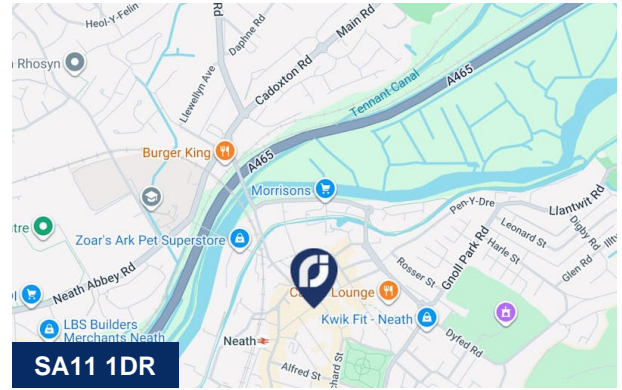 Heol-Y-Felin
Rd
Daphne Rd
Main Rd
Rhosyn
Llewellyn Ave
Cadoxton Rd
Tennant Canal
A465
Burger King
A465
Morrisons
Pen-Y-Dre
Llantwit Rd
Leonard St
Digby Rd
Harle St
Glen Rd
Zoar's Ark Pet Superstore
Rosser St
Gnoll Park Rd
Neath Abbey Rd
Lounge
Kwik Fit - Neath
LBS Builders
Merchants Neath
Neath
Dyfed Rd
Alfred St
SA11 1DR